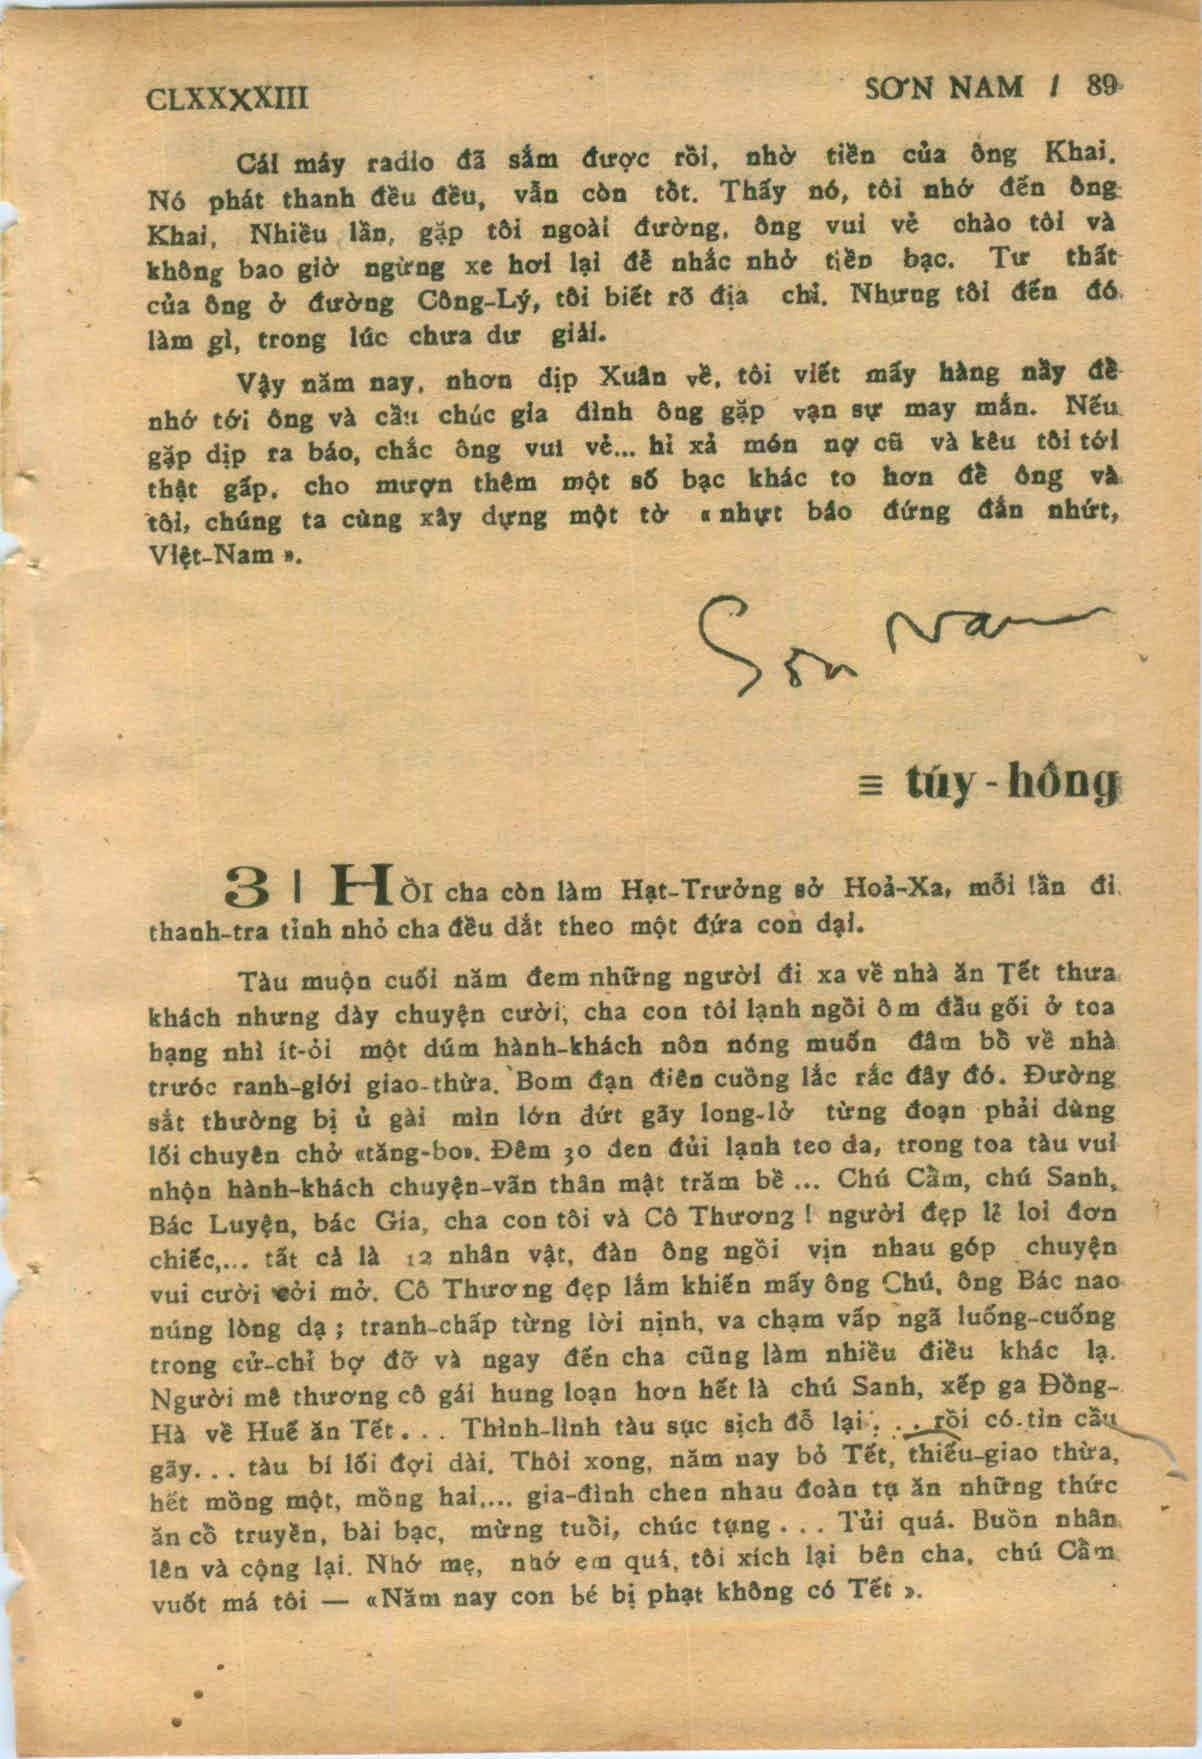 CLXXXXIII
SƠN NAM / 89
Cái máy radio đã sắm được rồi, nhờ tiền của ông Khai.
Nó phát thanh đều đều, vẫn còn tốt. Thấy nó, tôi nhớ đến ông
Khai. Nhiều lần, gặp tôi ngoài đường, ông vui vẻ chào tôi và
không bao giờ ngừng xe hơi lại để nhắc nhở tiền bạc. Tư thất
của ông ở đường Công-Lý, tôi biết rõ địa chỉ. Nhưng tôi đến đó
làm gì, trong lúc chưa dư giải.
Vậy năm nay, nhơn dịp Xuân về, tôi viết mấy hàng nầy để
nhớ tới ông và cầu chúc gia đình ông gặp vạn sự may mắn. Nếu
gặp dịp ra báo, chắc ông vui vẻ... hỉ xả món nợ cũ và kêu tôi tới
thật gấp, cho mượn thêm một số bạc khác to hơn để ông và
tôi, chúng ta cùng xây dựng một tờ « nhựt báo đứng đắn nhứt,
Việt-Nam ».
Son Nam
≡ túy-hồng
3 | HỒI cha còn làm Hạt-Trưởng sở Hoả-Xa, mỗi lần đi
thanh-tra tỉnh nhỏ cha đều dắt theo một đứa con dại.
Tàu muộn cuối năm đem những người đi xa về nhà ăn Tết thưa
khách nhưng dày chuyện cười, cha con tôi lạnh ngồi ôm đầu gối ở toa
hạng nhì ít-ỏi một dúm hành-khách nôn nóng muốn đâm bồ về nhà
trước ranh-giới giao-thừa. Bom đạn điên cuồng lắc rắc đây đó. Đường
sắt thường bị ủ gài mìn lớn đứt gãy long-lở từng đoạn phải dùng
lối chuyên chở «tăng-bo». Đêm 30 đen đủi lạnh teo da, trong toa tàu vui
nhộn hành-khách chuyện-vãn thân mật trăm bề ... Chú Cầm, chú Sanh,
Bác Luyện, bác Gia, cha con tôi và Cô Thương ! người đẹp lẻ loi đơn
chiếc,... tất cả là 12 nhân vật, đàn ông ngồi vịn nhau góp chuyện
vui cười cởi mở. Cô Thương đẹp lắm khiến mấy ông Chú, ông Bác nao
núng lòng dạ ; tranh-chấp từng lời nịnh, va chạm vấp ngã luống-cuống
trong cử-chỉ bợ đỡ và ngay đến cha cũng làm nhiều điều khác lạ.
Người mê thương cô gái hung loạn hơn hết là chú Sanh, xếp ga Đồng-
Hà về Huế ăn Tết... Thình-lình tàu sục sịch đỗ lại... rồi có tin cầu
gãy... tàu bí lối đợi dài. Thôi xong, năm nay bỏ Tết, thiếu-giao thừa,
hết mồng một, mồng hai,... gia-đình chen nhau đoàn tụ ăn những thức
ăn cổ truyền, bài bạc, mừng tuổi, chúc tụng... Tủi quá. Buồn nhân
lên và cộng lại. Nhớ mẹ, nhớ em quá, tôi xích lại bên cha, chú Cầm
vuốt má tôi — «Năm nay con bé bị phạt không có Tết ».